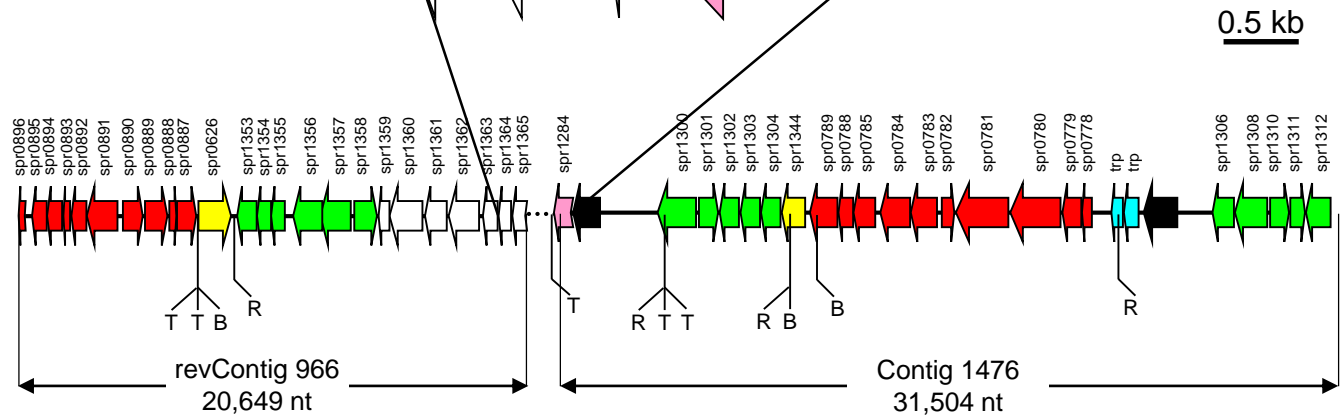 0.5 kb
spr0896
spr0895
spr0894
spr0893
spr0892
spr0891
spr0890
spr0889
spr0888
spr0887
spr0626
spr1353
spr1354
spr1355
spr1356
spr1357
spr1358
spr1359
spr1360
spr1361
spr1362
spr1363
spr1364
spr1365
spr1284
spr1300
spr1301
spr1302
spr1303
spr1304
spr1344
spr0789
spr0788
spr0785
spr0784
spr0783
spr0782
spr0781
spr0780
spr0779
spr0778
trp
trp
spr1306
spr1308
spr1310
spr1311
spr1312
T T B R T R T T R B B R
revContig 966
20,649 nt
Contig 1476
31,504 nt